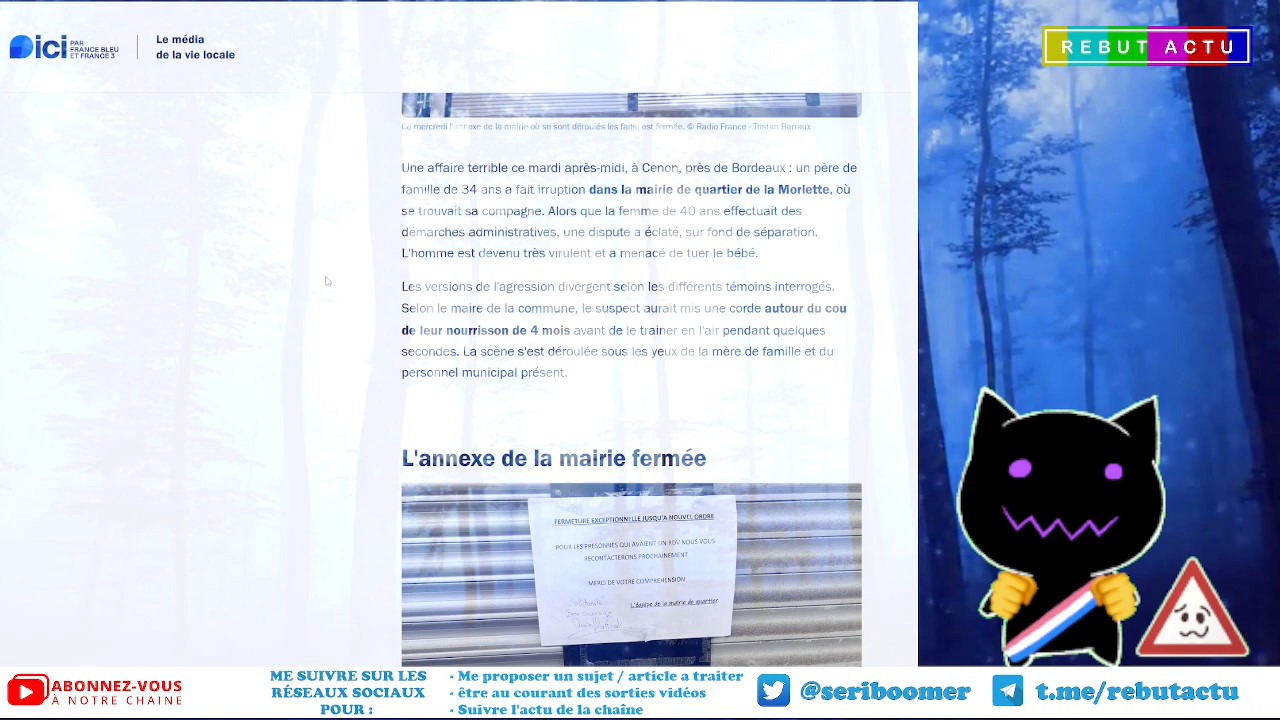 ici PAR
FRANCE BLEU
ET FRANCE 3
Le média
de la vie locale
REBUT ACTU
Ce mercredi l'annexe de la mairie où se sont déroulés les faits, est fermée. © Radio France - Tristan Barraux
Une affaire terrible ce mardi après-midi, à Cenon, près de Bordeaux : un père de
famille de 34 ans a fait irruption dans la mairie de quartier de la Morlette, où
se trouvait sa compagne. Alors que la femme de 40 ans effectuait des
démarches administratives, une dispute a éclaté, sur fond de séparation.
L'homme est devenu très virulent et a menacé de tuer le bébé.
Les versions de l'agression divergent selon les différents témoins interrogés.
Selon le maire de la commune, le suspect aurait mis une corde autour du cou
de leur nourrisson de 4 mois avant de le trainer en l'air pendant quelques
secondes. La scène s'est déroulée sous les yeux de la mère de famille et du
personnel municipal présent.
L'annexe de la mairie fermée
FERMETURE EXCEPTIONNELLE JUSQU'A NOUVEL ORDRE
POUR LES PRESONNES QUI AVAIENT UN RDV NOUS VOUS
RECONTACTERONS PROCHAINEMENT
MERCI DE VOTRE COMPREHENSION
L'équipe de la mairie de quartier
ABONNEZ-VOUS
À NOTRE CHAINE
ME SUIVRE SUR LES
RÉSEAUX SOCIAUX
POUR :
- Me proposer un sujet / article a traiter
- être au courant des sorties vidéos
- Suivre l'actu de la chaîne
@seriboomer
t.me/rebutactu